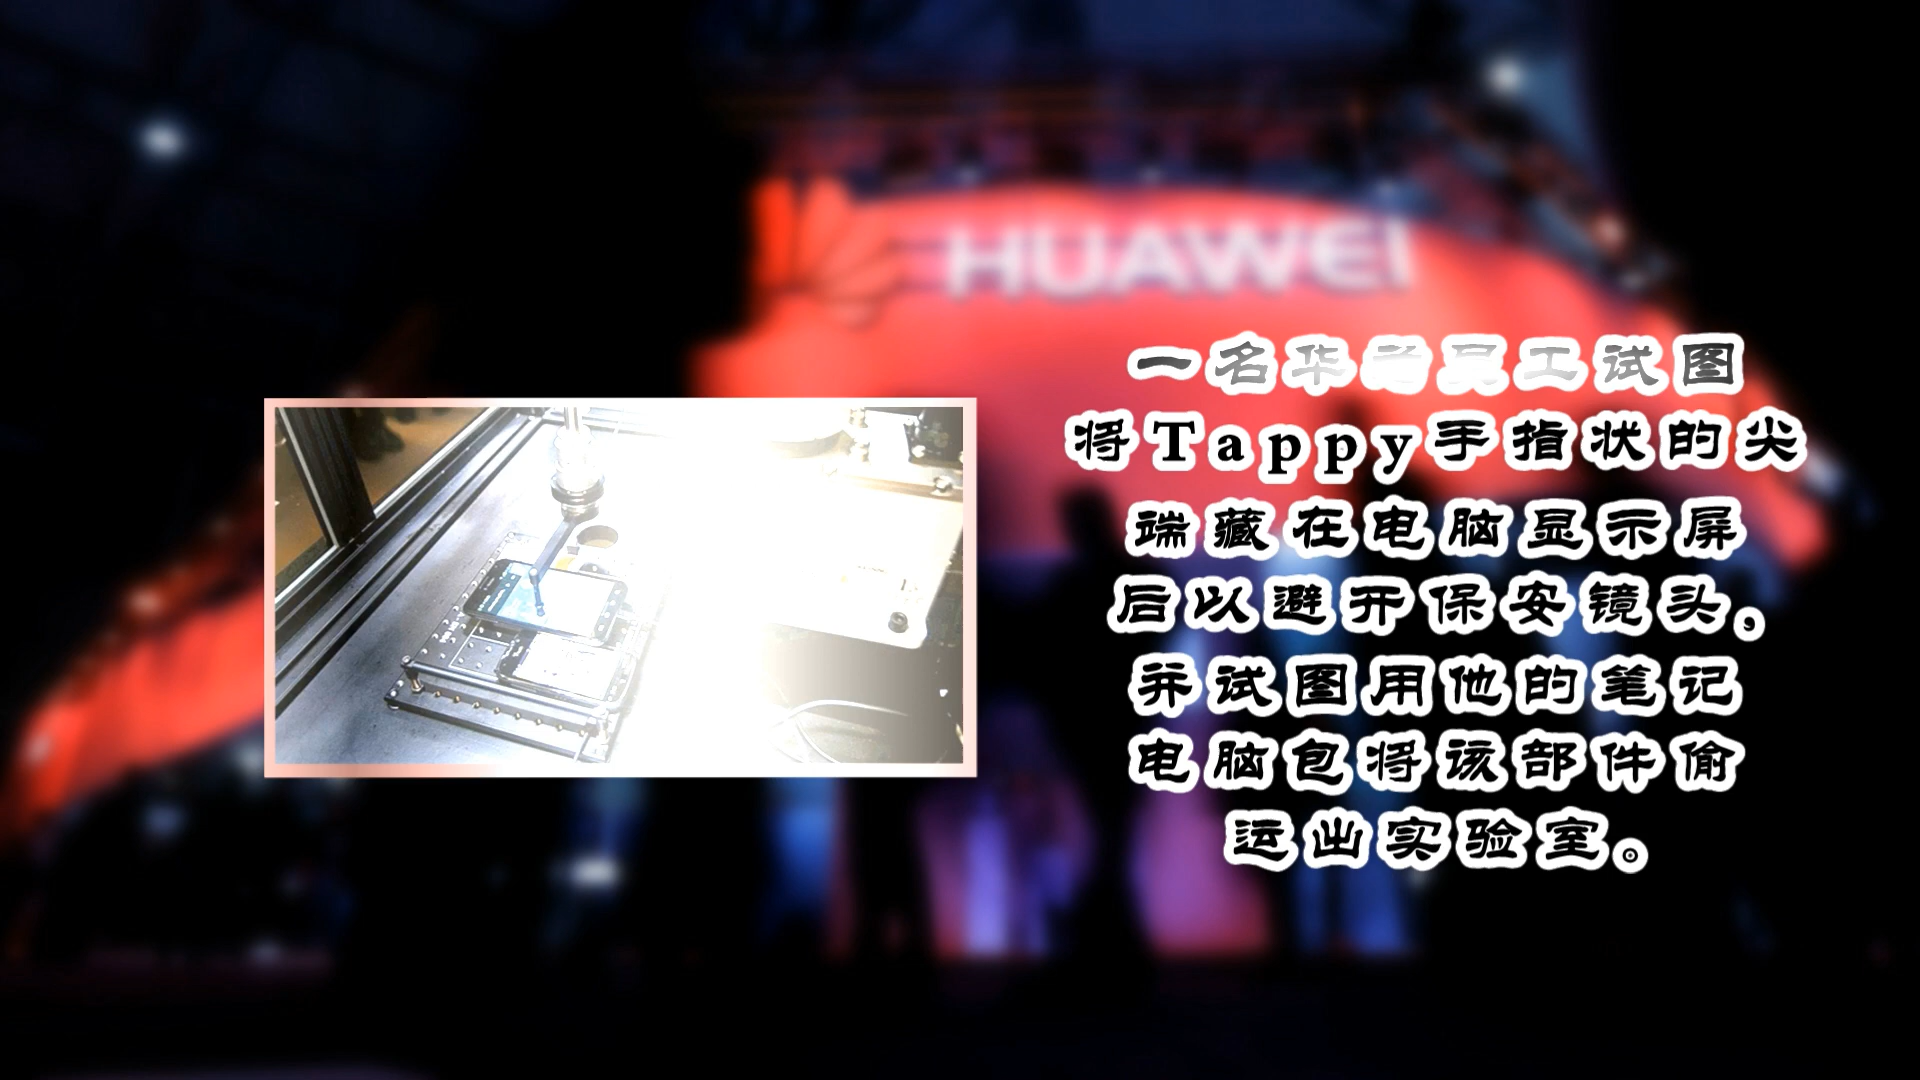 HUAWEI
一名华为员工试图
将Tappy手指状的尖
端藏在电脑显示屏
后以避开保安镜头，
并试图用他的笔记
电脑包将该部件偷
运出实验室。